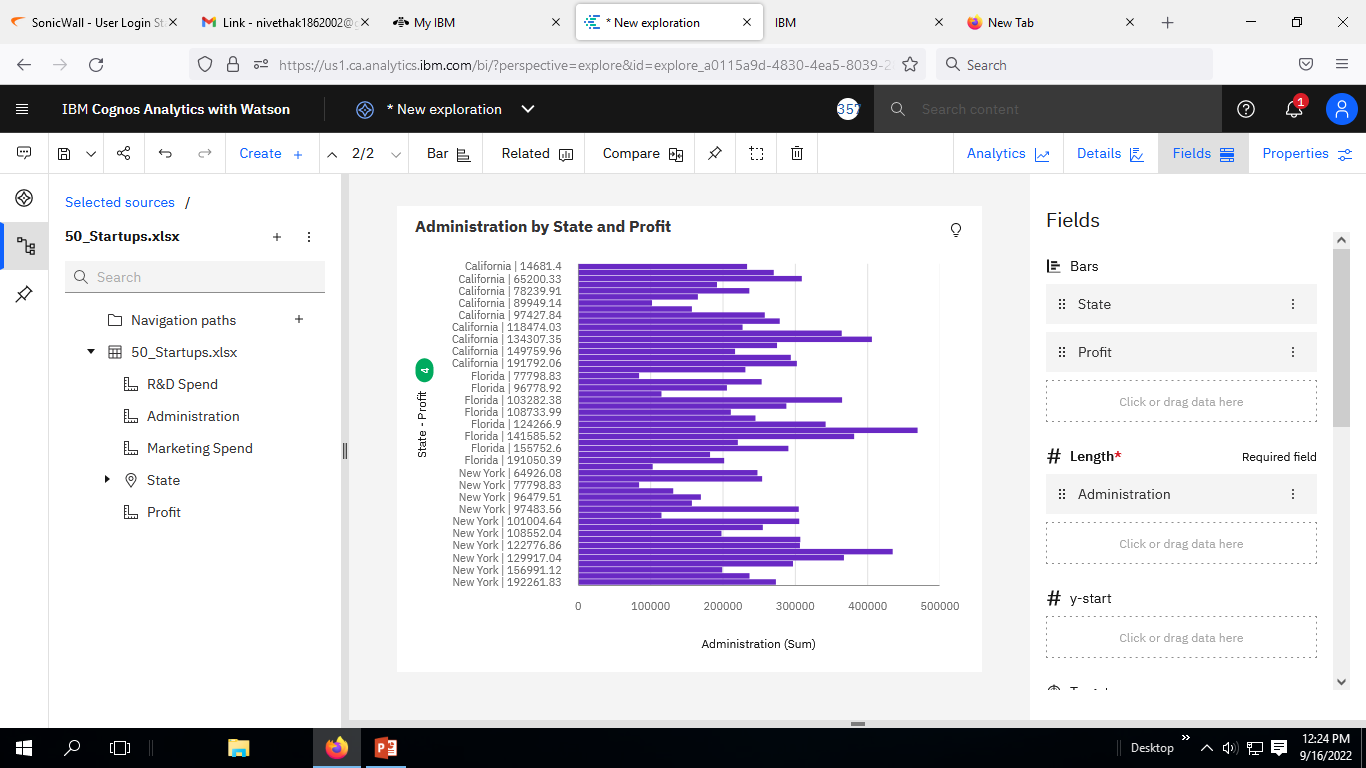 SonicWall - User Login Sta
Link - nivethak1862002@g
My IBM
* New exploration
IBM
New Tab
https://us1.ca.analytics.ibm.com/bi/?perspective=explore&id=explore_a0115a9d-4830-4ea5-8039-2
Search
IBM Cognos Analytics with Watson
* New exploration
357
Search content
1
Create
2/2
Bar
Related
Compare
Analytics
Details
Fields
Properties
Selected sources /
50_Startups.xlsx
Search
Navigation paths
50_Startups.xlsx
R&D Spend
Administration
Marketing Spend
State
Profit
Administration by State and Profit
4
State - Profit
California | 14681.4
California | 65200.33
California | 78239.91
California | 89949.14
California | 97427.84
California | 118474.03
California | 134307.35
California | 149759.96
California | 191792.06
Florida | 77798.83
Florida | 96778.92
Florida | 103282.38
Florida | 108733.99
Florida | 124266.9
Florida | 141585.52
Florida | 155752.6
Florida | 191050.39
New York | 64926.08
New York | 77798.83
New York | 96479.51
New York | 97483.56
New York | 101004.64
New York | 108552.04
New York | 122776.86
New York | 129917.04
New York | 156991.12
New York | 192261.83
0 100000 200000 300000 400000 500000
Administration (Sum)
Fields
Bars
State
Profit
Click or drag data here
# Length* Required field
Administration
Click or drag data here
# y-start
Click or drag data here
Desktop
12:24 PM
9/16/2022